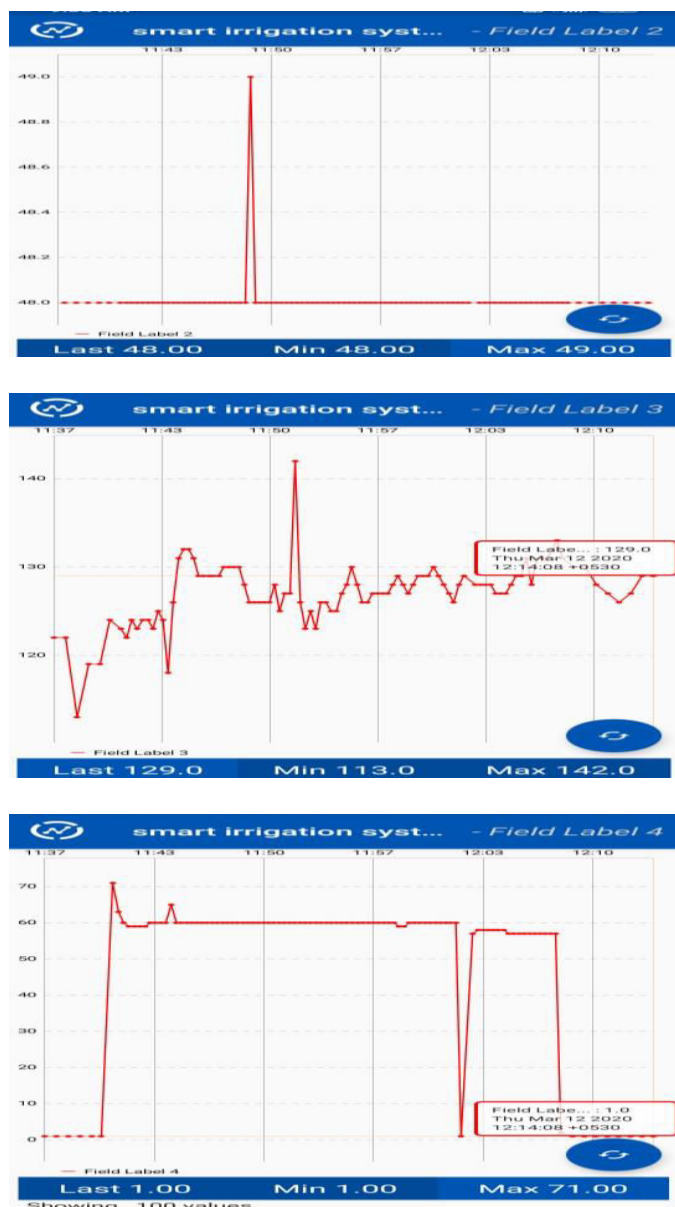 smart irrigation syst... - Field Label 2
11:43 11:50 11:57 12:03 12:10
49.0
48.8
48.6
48.4
48.2
48.0
Field Label 2
Last 48.00 Min 48.00 Max 49.00
smart irrigation syst... - Field Label 3
11:37 11:43 11:50 11:57 12:03 12:10
140
130
120
Field Labe... : 129.0
Thu Mar 12 2020
12:14:08 +0530
Field Label 3
Last 129.0 Min 113.0 Max 142.0
smart irrigation syst... - Field Label 4
11:37 11:43 11:50 11:57 12:03 12:10
70
60
50
40
30
20
10
0
Field Labe... : 1.0
Thu Mar 12 2020
12:14:08 +0530
Field Label 4
Last 1.00 Min 1.00 Max 71.00
Showing 100 values